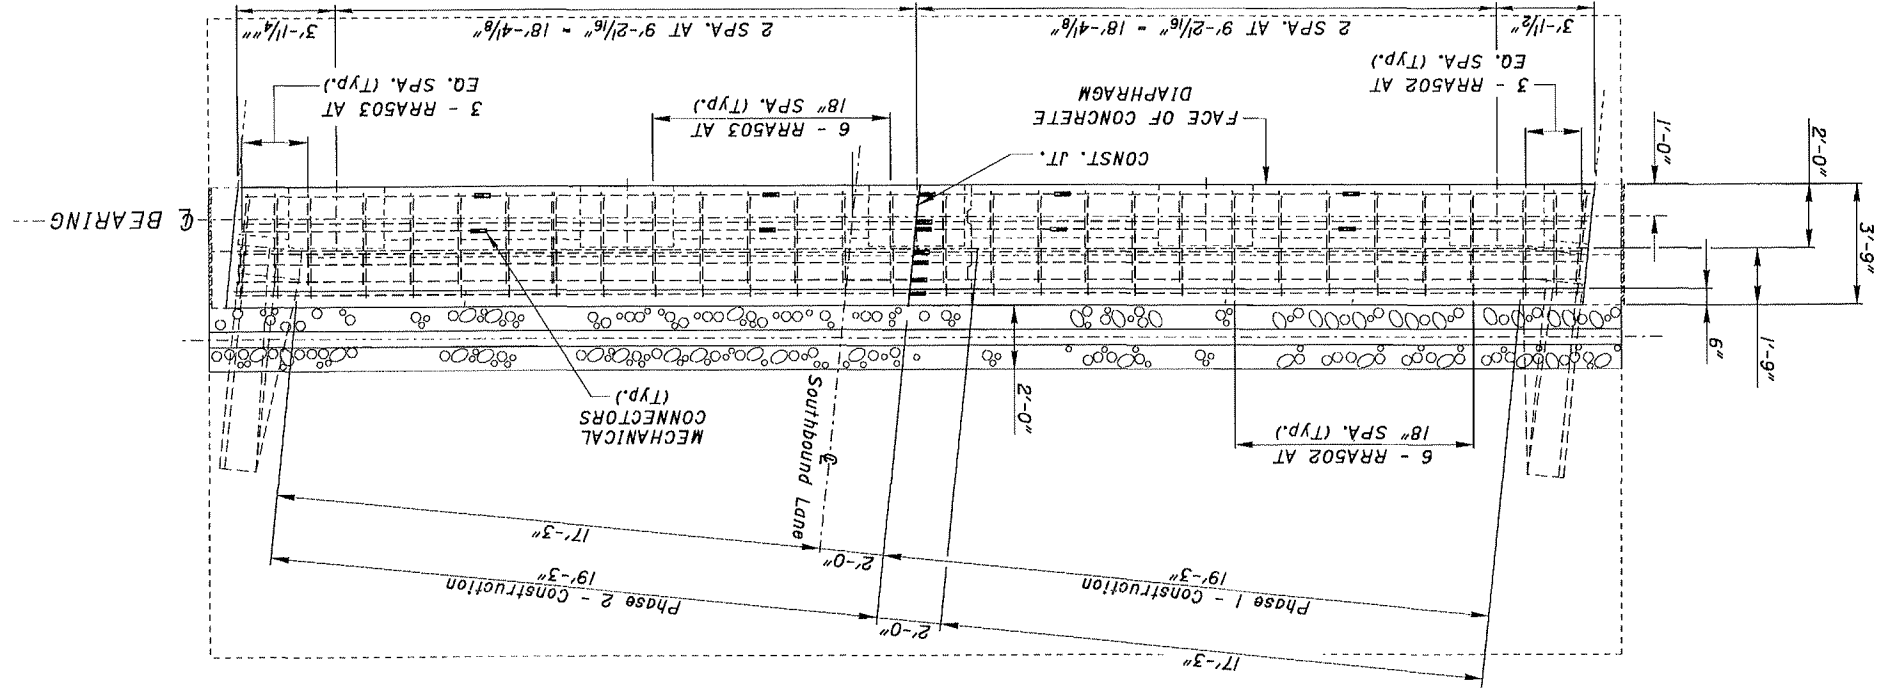 17'-3"
2'-0"
Phase 1 - Construction
19'-3"
Phase 2 - Construction
19'-3"
2'-0"
17'-3"
Southbound Lane
℄
6 - RRA502 AT
18" SPA. (Typ.)
2'-0"
MECHANICAL
CONNECTORS
(Typ.)
1'-9"
6"
3'-9"
2'-0"
1'-0"
℄ BEARING
CONST. JT.
FACE OF CONCRETE
DIAPHRAGM
3 - RRA502 AT
EQ. SPA. (Typ.)
6 - RRA503 AT
18" SPA. (Typ.)
3 - RRA503 AT
EQ. SPA. (Typ.)
3'-1½"
2 SPA. AT 9'-2 1/16" = 18'-4⅛"
2 SPA. AT 9'-2 1/16" = 18'-4⅛"
3'-1¼""